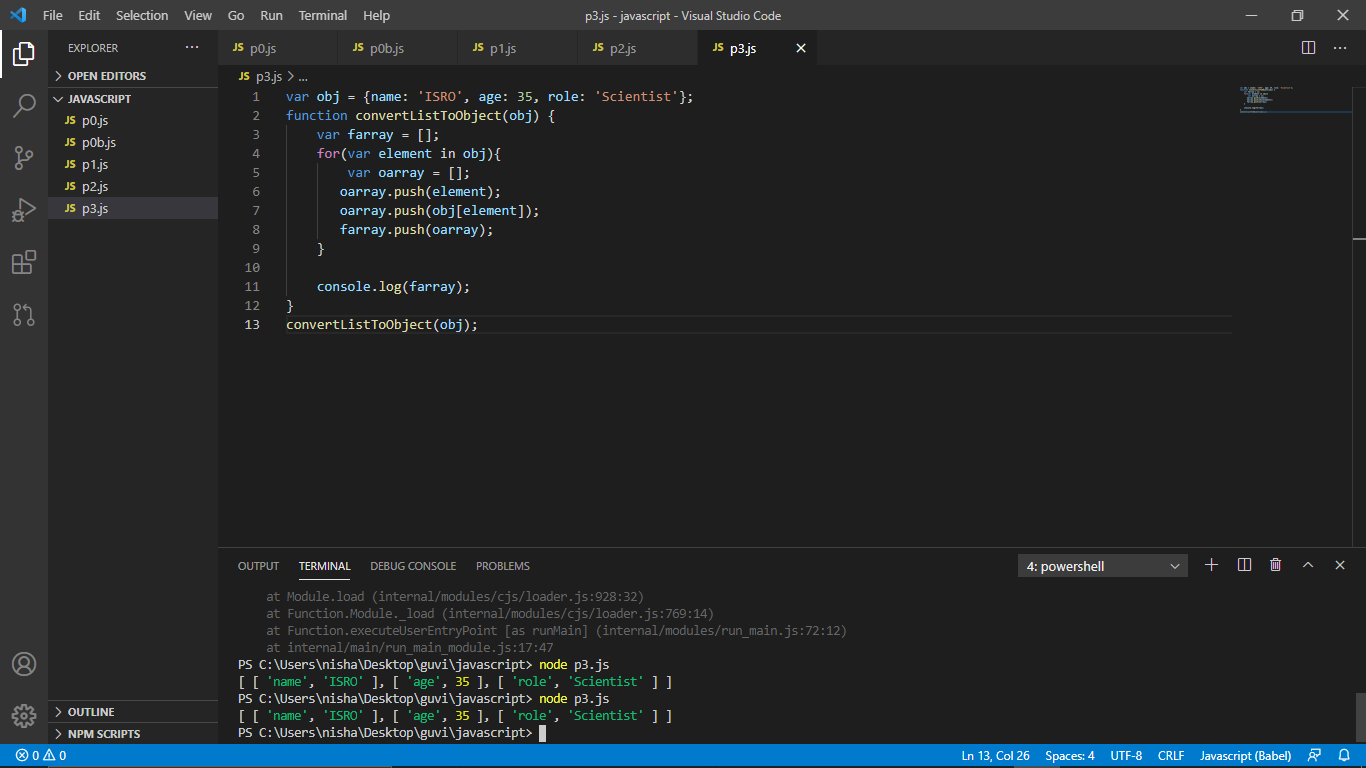 File Edit Selection View Go Run Terminal Help p3.js - javascript - Visual Studio Code
EXPLORER ...
OPEN EDITORS
JAVASCRIPT
JS p0.js
JS p0b.js
JS p1.js
JS p2.js
JS p3.js
OUTLINE
NPM SCRIPTS
JS p0.js JS p0b.js JS p1.js JS p2.js JS p3.js
JS p3.js > ...
1 var obj = {name: 'ISRO', age: 35, role: 'Scientist'};
2 function convertListToObject(obj) {
3 var farray = [];
4 for(var element in obj){
5 var oarray = [];
6 oarray.push(element);
7 oarray.push(obj[element]);
8 farray.push(oarray);
9 }
10
11 console.log(farray);
12 }
13 convertListToObject(obj);
OUTPUT TERMINAL DEBUG CONSOLE PROBLEMS 4: powershell
at Module.load (internal/modules/cjs/loader.js:928:32)
at Function.Module._load (internal/modules/cjs/loader.js:769:14)
at Function.executeUserEntryPoint [as runMain] (internal/modules/run_main.js:72:12)
at internal/main/run_main_module.js:17:47
PS C:\Users\nisha\Desktop\guvi\javascript> node p3.js
[ [ 'name', 'ISRO' ], [ 'age', 35 ], [ 'role', 'Scientist' ] ]
PS C:\Users\nisha\Desktop\guvi\javascript> node p3.js
[ [ 'name', 'ISRO' ], [ 'age', 35 ], [ 'role', 'Scientist' ] ]
PS C:\Users\nisha\Desktop\guvi\javascript>
0 0 Ln 13, Col 26 Spaces: 4 UTF-8 CRLF Javascript (Babel)